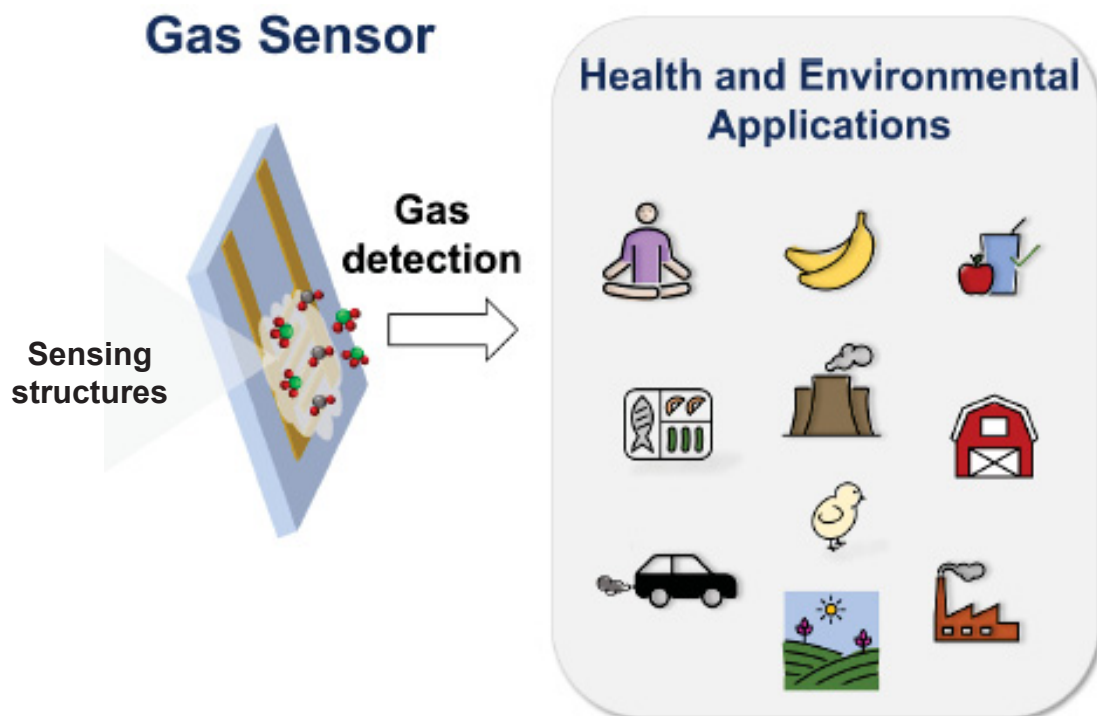 Gas Sensor
Health and Environmental
Applications
Gas
detection
Sensing
structures